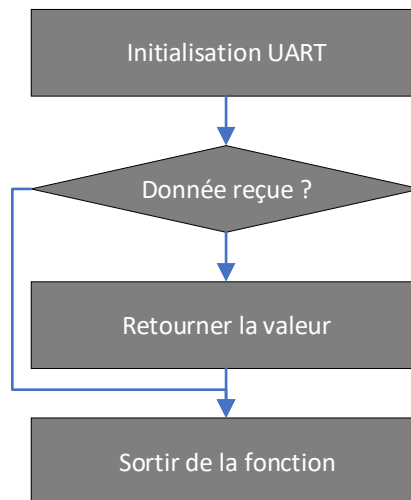 Initialisation UART
Donnée reçue ?
Retourner la valeur
Sortir de la fonction